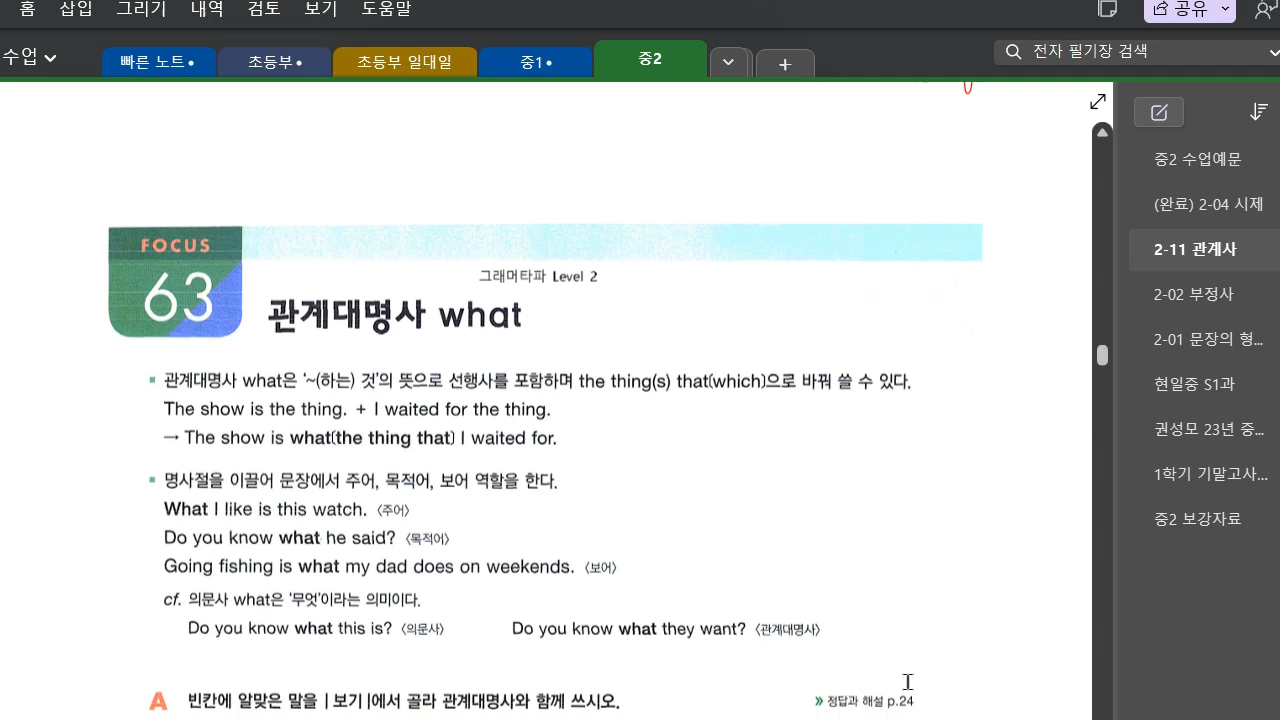 홈 삽입 그리기 내역 검토 보기 도움말 공유
수업 빠른 노트• 초등부• 초등부 일대일 중1• 중2 + 전자 필기장 검색
중2 수업예문
(완료) 2-04 시제
2-11 관계사
2-02 부정사
2-01 문장의 형...
현일중 S1과
권성모 23년 중...
1학기 기말고사...
중2 보강자료
FOCUS
63
그래머타파 Level 2
관계대명사 what
▪ 관계대명사 what은 '~(하는) 것'의 뜻으로 선행사를 포함하며 the thing(s) that(which)으로 바꿔 쓸 수 있다.
The show is the thing. + I waited for the thing.
→ The show is what(the thing that) I waited for.
▪ 명사절을 이끌어 문장에서 주어, 목적어, 보어 역할을 한다.
What I like is this watch. 〈주어〉
Do you know what he said? 〈목적어〉
Going fishing is what my dad does on weekends. 〈보어〉
cf. 의문사 what은 '무엇'이라는 의미이다.
Do you know what this is? 〈의문사〉 Do you know what they want? 〈관계대명사〉
A 빈칸에 알맞은 말을 |보기|에서 골라 관계대명사와 함께 쓰시오. » 정답과 해설 p.24